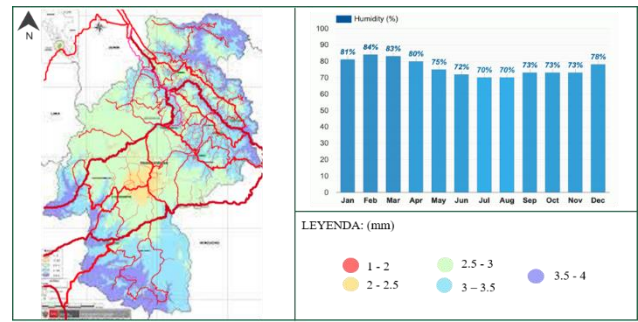 N
JUNIN
LIMA
Humidity (%)
100
90
80
70
60
50
40
30
20
10
0
81%
84%
83%
80%
75%
72%
70%
70%
73%
73%
73%
78%
Jan Feb Mar Apr May Jun Jul Aug Sep Oct Nov Dec
LEYENDA: (mm)
1 - 2
2.5 - 3
3.5 - 4
2 - 2.5
3 – 3.5